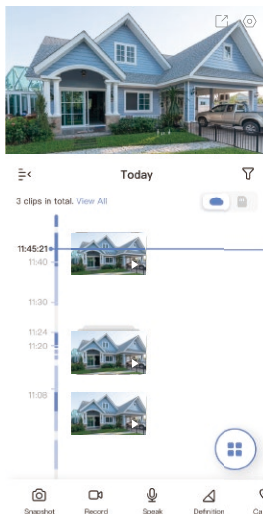 Today
3 clips in total. View All
11:45:21
11:40
11:30
11:24
11:20
11:08
Snapshot Record Speak Definition Ca